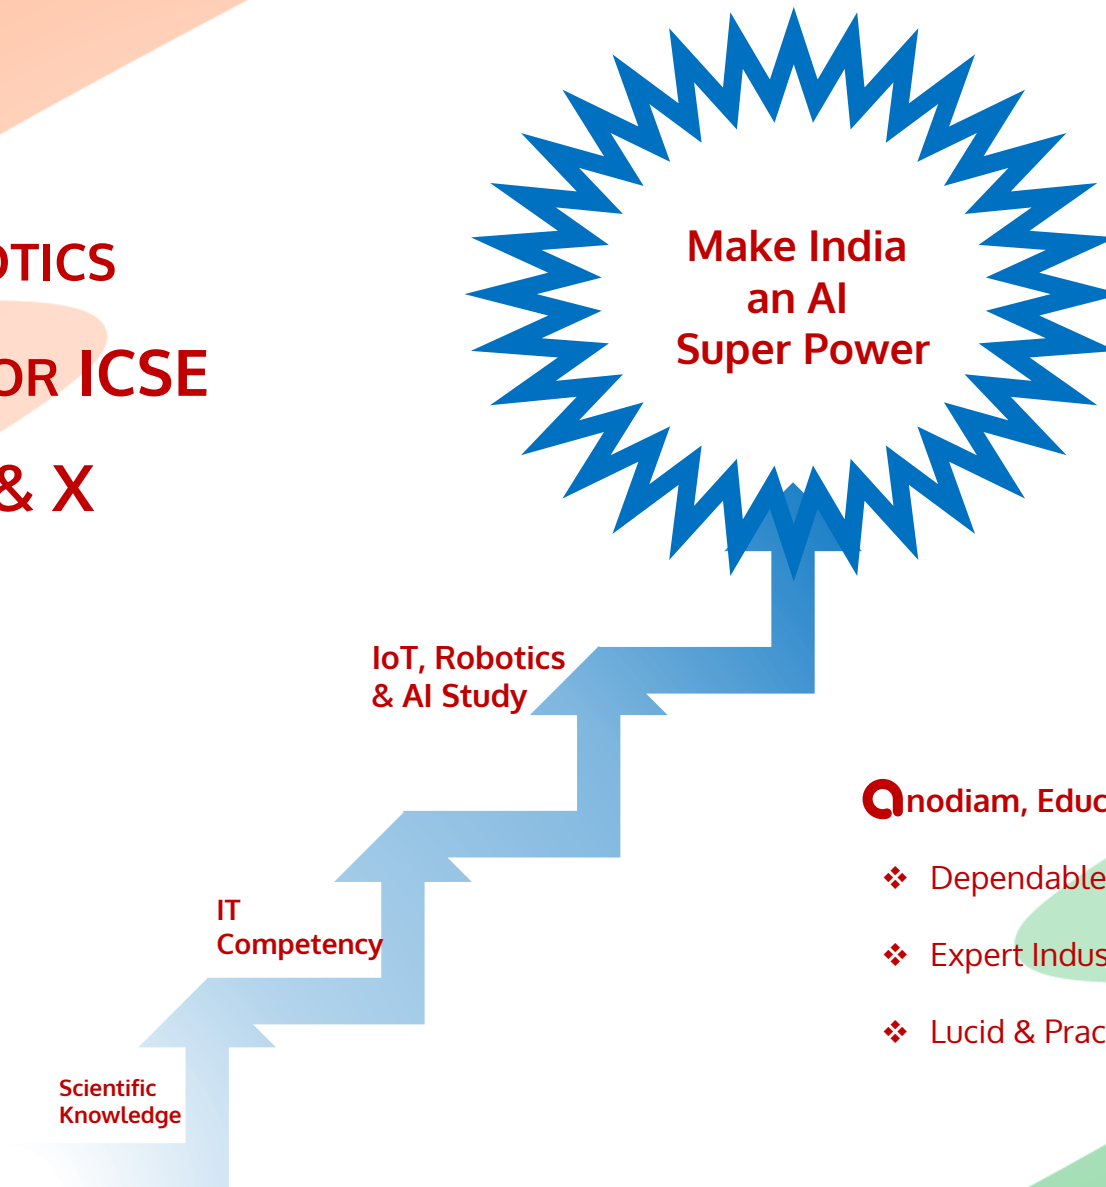 OTICS
OR ICSE
& X
Make India
an AI
Super Power
IoT, Robotics
& AI Study
IT
Competency
Scientific
Knowledge
anodiam, Educ
Dependable
Expert Indus
Lucid & Prac